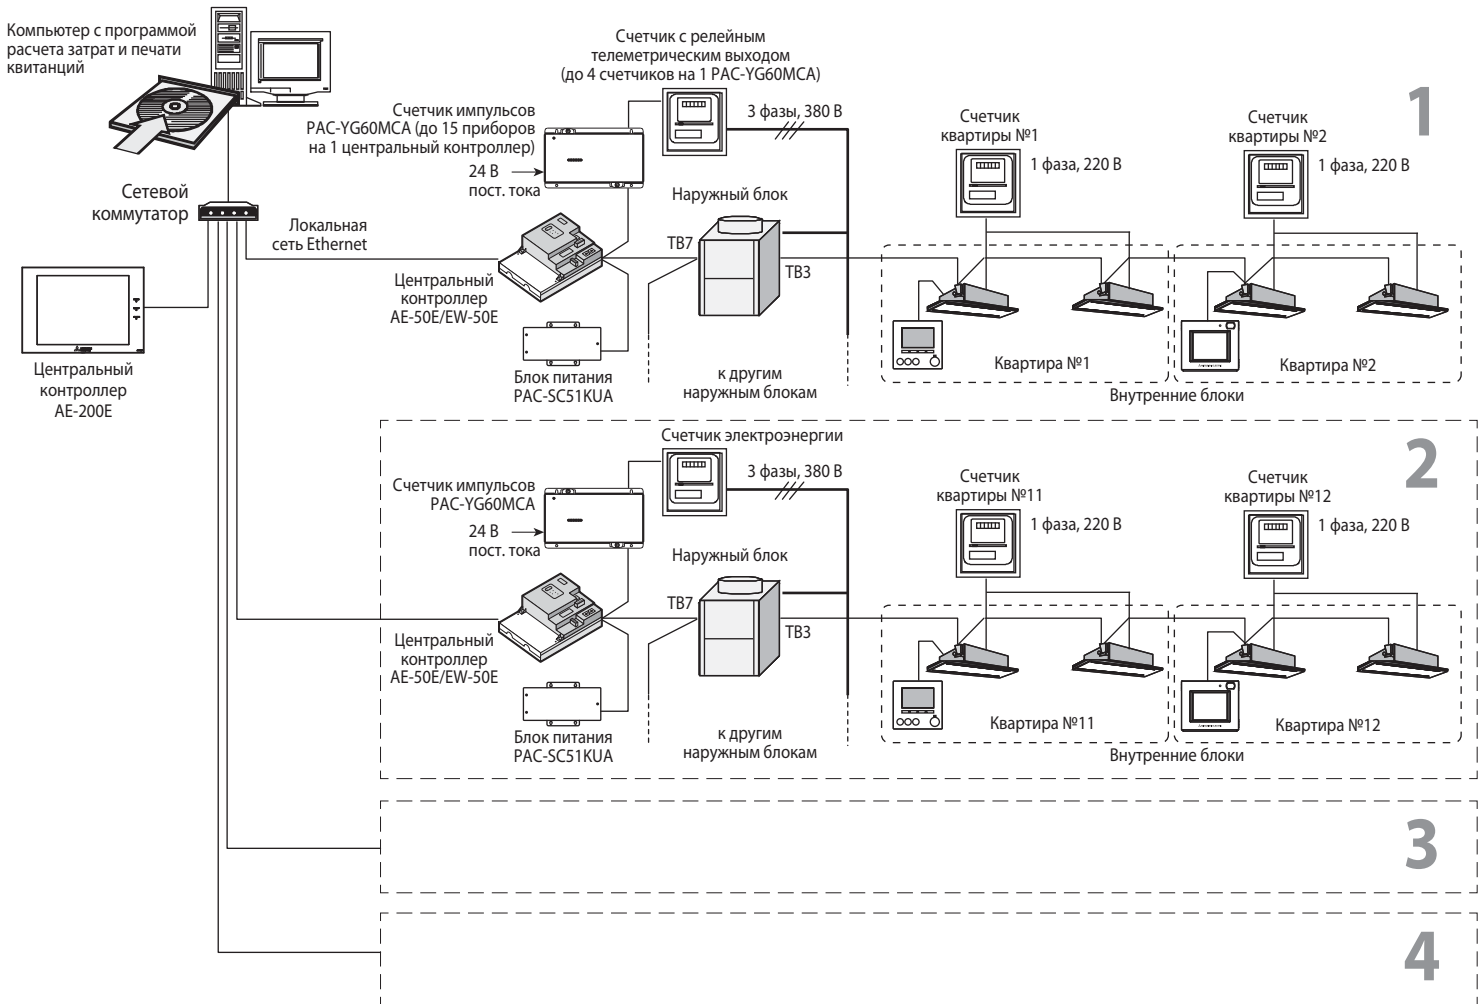 Компьютер с программой
расчета затрат и печати
квитанций
Счетчик с релейным
телеметрическим выходом
(до 4 счетчиков на 1 PAC-YG60MCA)
Счетчик импульсов
PAC-YG60MCA (до 15 приборов
на 1 центральный контроллер)
24 В
пост. тока
3 фазы, 380 В
Счетчик
квартиры №1
1 фаза, 220 В
Счетчик
квартиры №2
1 фаза, 220 В
1
Сетевой
коммутатор
Локальная
сеть Ethernet
Наружный блок
TB7
TB3
Центральный
контроллер
AE-50E/EW-50E
Блок питания
PAC-SC51KUA
к другим
наружным блокам
Квартира №1
Квартира №2
Внутренние блоки
Центральный
контроллер
AE-200E
Счетчик электроэнергии
Счетчик импульсов
PAC-YG60MCA
24 В
пост. тока
3 фазы, 380 В
Счетчик
квартиры №11
1 фаза, 220 В
Счетчик
квартиры №12
1 фаза, 220 В
2
Наружный блок
TB7
TB3
Центральный
контроллер
AE-50E/EW-50E
Блок питания
PAC-SC51KUA
к другим
наружным блокам
Квартира №11
Квартира №12
Внутренние блоки
3
4